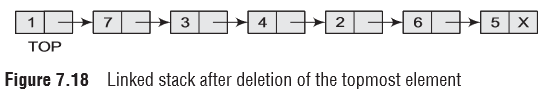 1 7 3 4 2 6 5 X
TOP
Figure 7.18 Linked stack after deletion of the topmost element